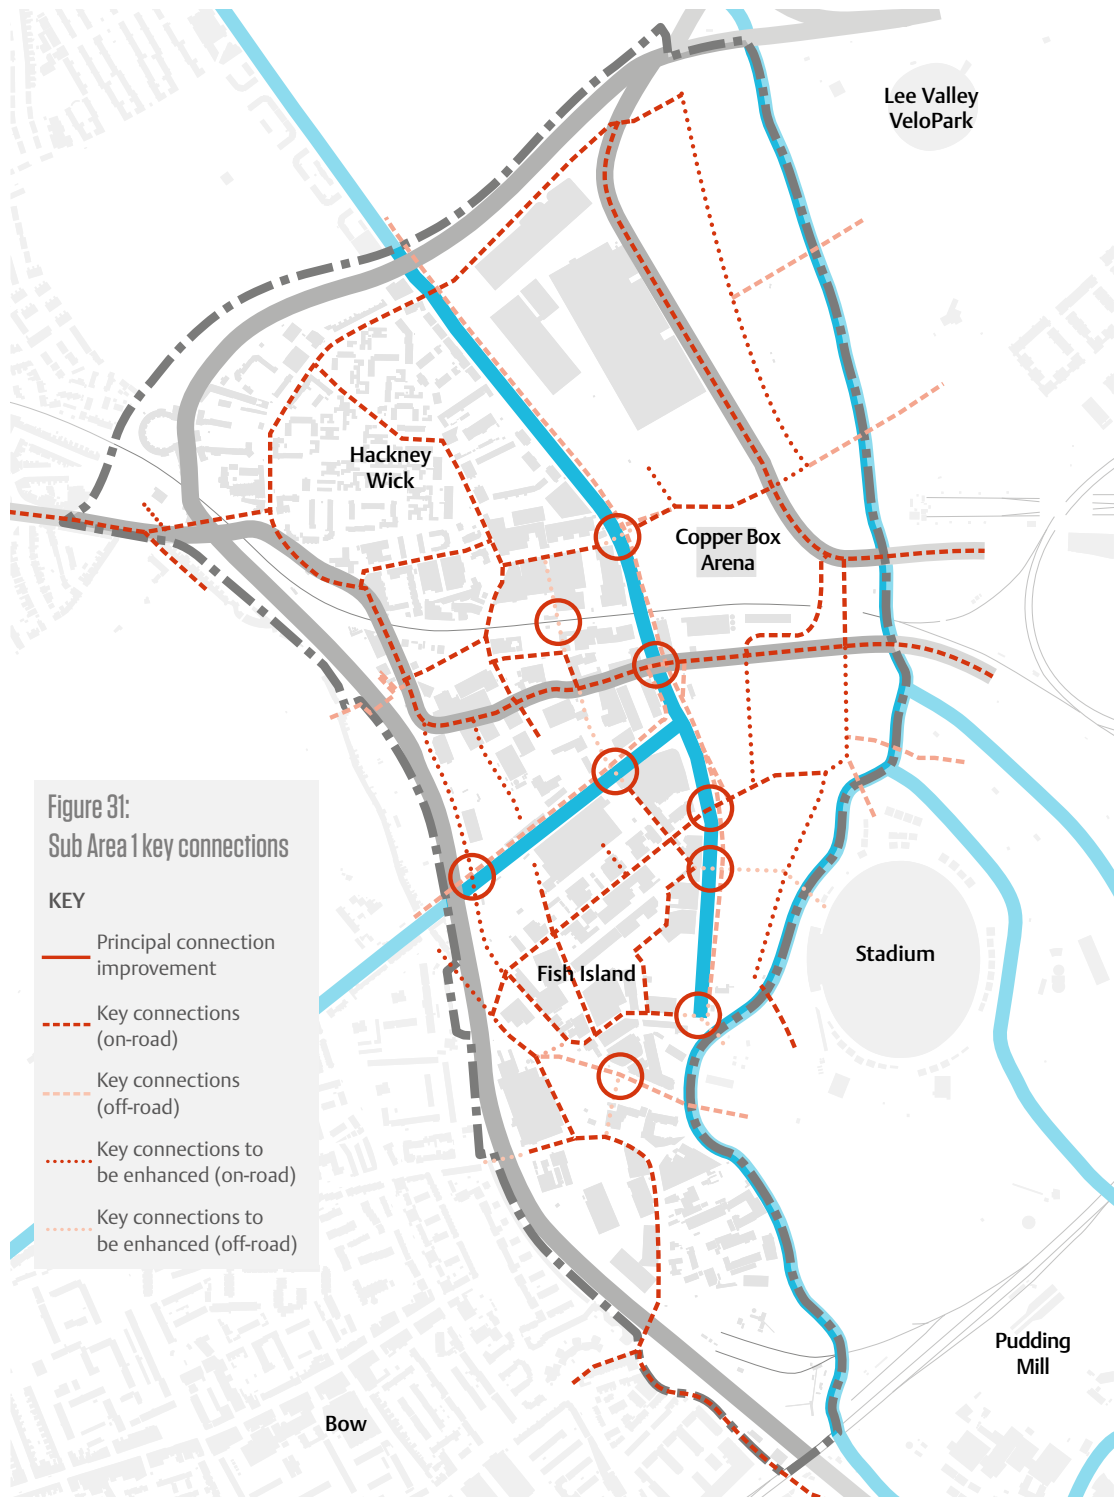 Lee Valley
VeloPark
Hackney
Wick
Copper Box
Arena
Figure 31:
Sub Area 1 key connections
KEY
Principal connection
improvement
Key connections
(on-road)
Key connections
(off-road)
Key connections to
be enhanced (on-road)
Key connections to
be enhanced (off-road)
Stadium
Fish Island
Pudding
Mill
Bow